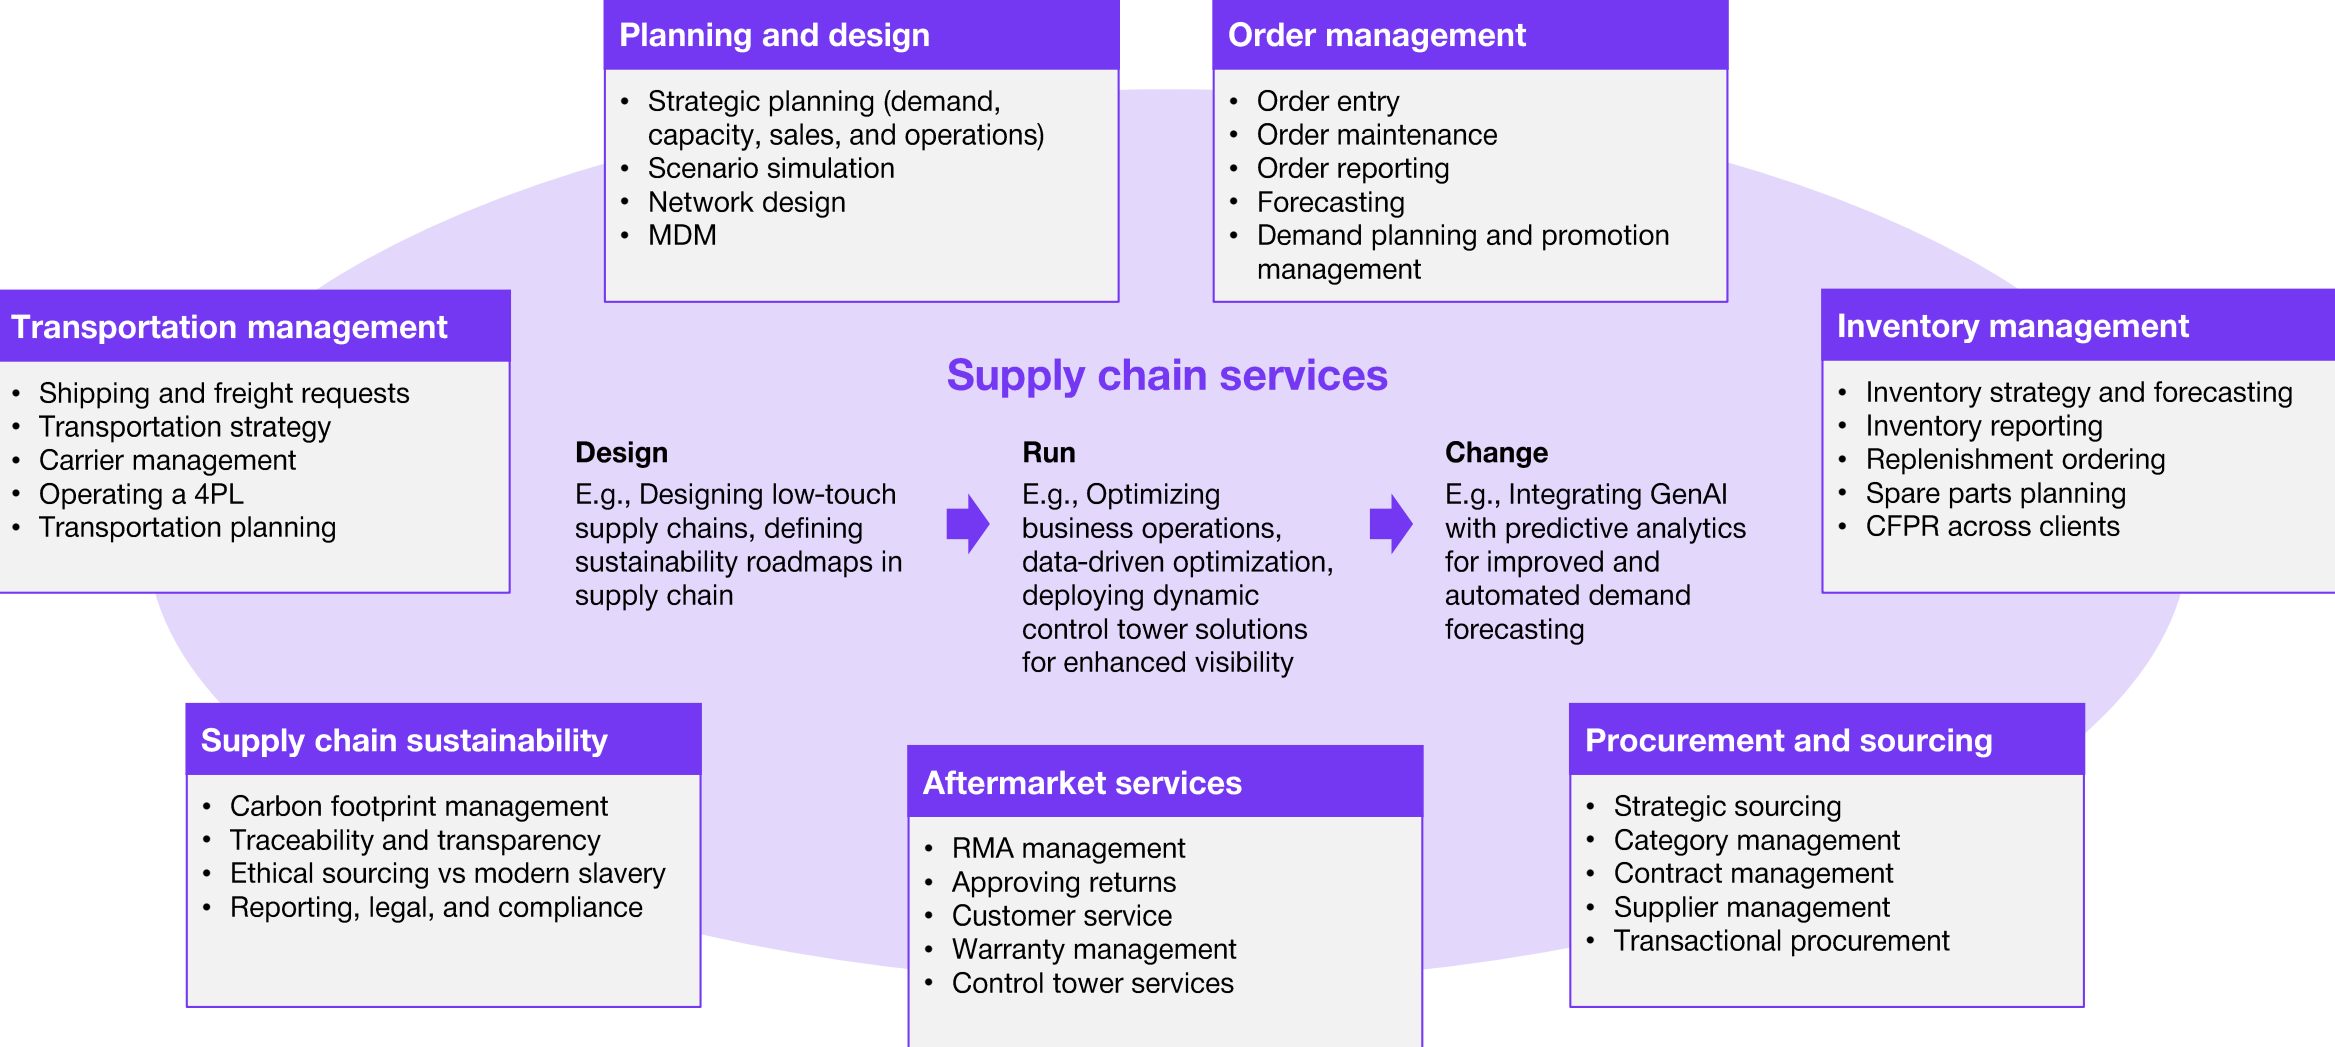 Planning and design
• Strategic planning (demand,
capacity, sales, and operations)
• Scenario simulation
• Network design
• MDM
Order management
• Order entry
• Order maintenance
• Order reporting
• Forecasting
• Demand planning and promotion
management
Transportation management
• Shipping and freight requests
• Transportation strategy
• Carrier management
• Operating a 4PL
• Transportation planning
Supply chain services
Design
E.g., Designing low-touch
supply chains, defining
sustainability roadmaps in
supply chain
Run
E.g., Optimizing
business operations,
data-driven optimization,
deploying dynamic
control tower solutions
for enhanced visibility
Change
E.g., Integrating GenAI
with predictive analytics
for improved and
automated demand
forecasting
Inventory management
• Inventory strategy and forecasting
• Inventory reporting
• Replenishment ordering
• Spare parts planning
• CFPR across clients
Supply chain sustainability
• Carbon footprint management
• Traceability and transparency
• Ethical sourcing vs modern slavery
• Reporting, legal, and compliance
Aftermarket services
• RMA management
• Approving returns
• Customer service
• Warranty management
• Control tower services
Procurement and sourcing
• Strategic sourcing
• Category management
• Contract management
• Supplier management
• Transactional procurement